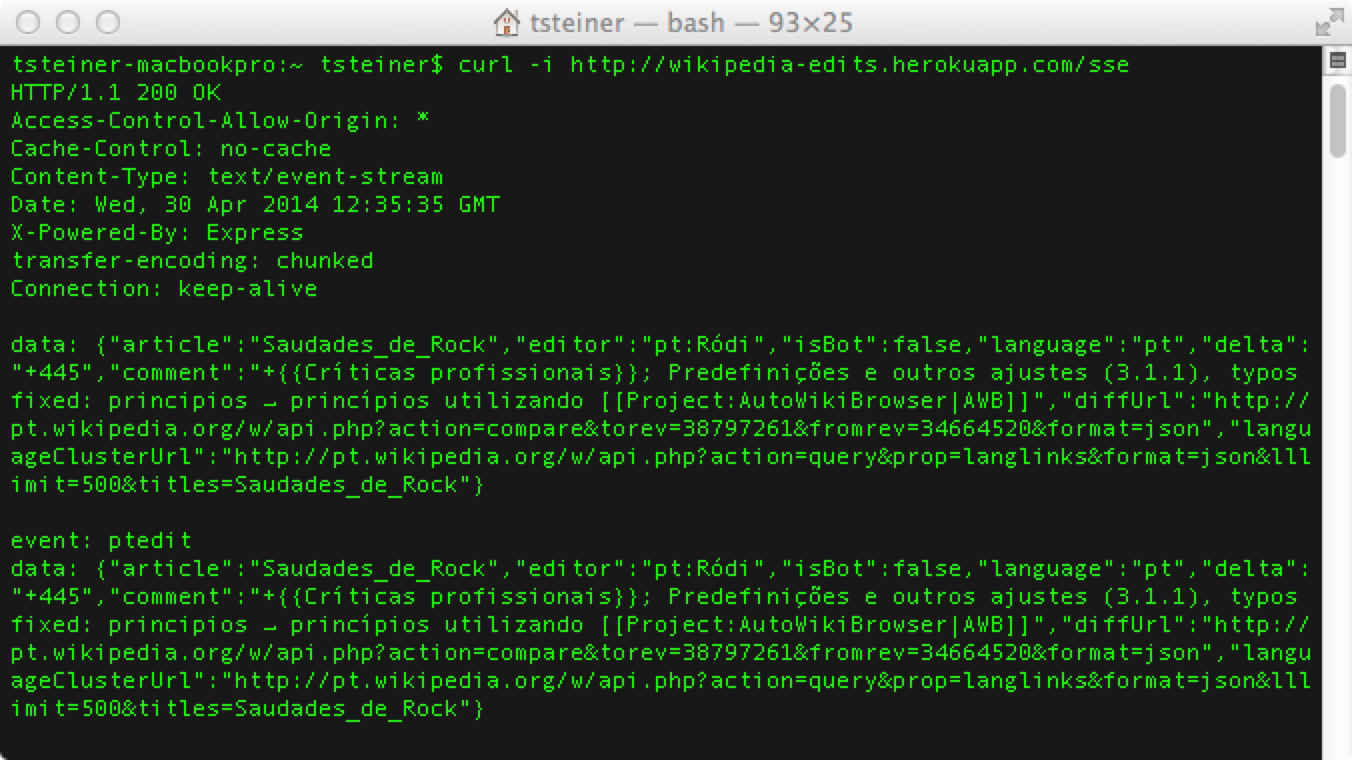 tsteiner — bash — 93×25
tsteiner-macbookpro:~ tsteiner$ curl -i http://wikipedia-edits.herokuapp.com/sse
HTTP/1.1 200 OK
Access-Control-Allow-Origin: *
Cache-Control: no-cache
Content-Type: text/event-stream
Date: Wed, 30 Apr 2014 12:35:35 GMT
X-Powered-By: Express
transfer-encoding: chunked
Connection: keep-alive

data: {"article":"Saudades_de_Rock","editor":"pt:Ródi","isBot":false,"language":"pt","delta":
"+445","comment":"+{{Críticas profissionais}}; Predefinições e outros ajustes (3.1.1), typos
fixed: principios → princípios utilizando [[Project:AutoWikiBrowser|AWB]]","diffUrl":"http://
pt.wikipedia.org/w/api.php?action=compare&torev=38797261&fromrev=34664520&format=json","langu
ageClusterUrl":"http://pt.wikipedia.org/w/api.php?action=query&prop=langlinks&format=json&lll
imit=500&titles=Saudades_de_Rock"}

event: ptedit
data: {"article":"Saudades_de_Rock","editor":"pt:Ródi","isBot":false,"language":"pt","delta":
"+445","comment":"+{{Críticas profissionais}}; Predefinições e outros ajustes (3.1.1), typos
fixed: principios → princípios utilizando [[Project:AutoWikiBrowser|AWB]]","diffUrl":"http://
pt.wikipedia.org/w/api.php?action=compare&torev=38797261&fromrev=34664520&format=json","langu
ageClusterUrl":"http://pt.wikipedia.org/w/api.php?action=query&prop=langlinks&format=json&lll
imit=500&titles=Saudades_de_Rock"}